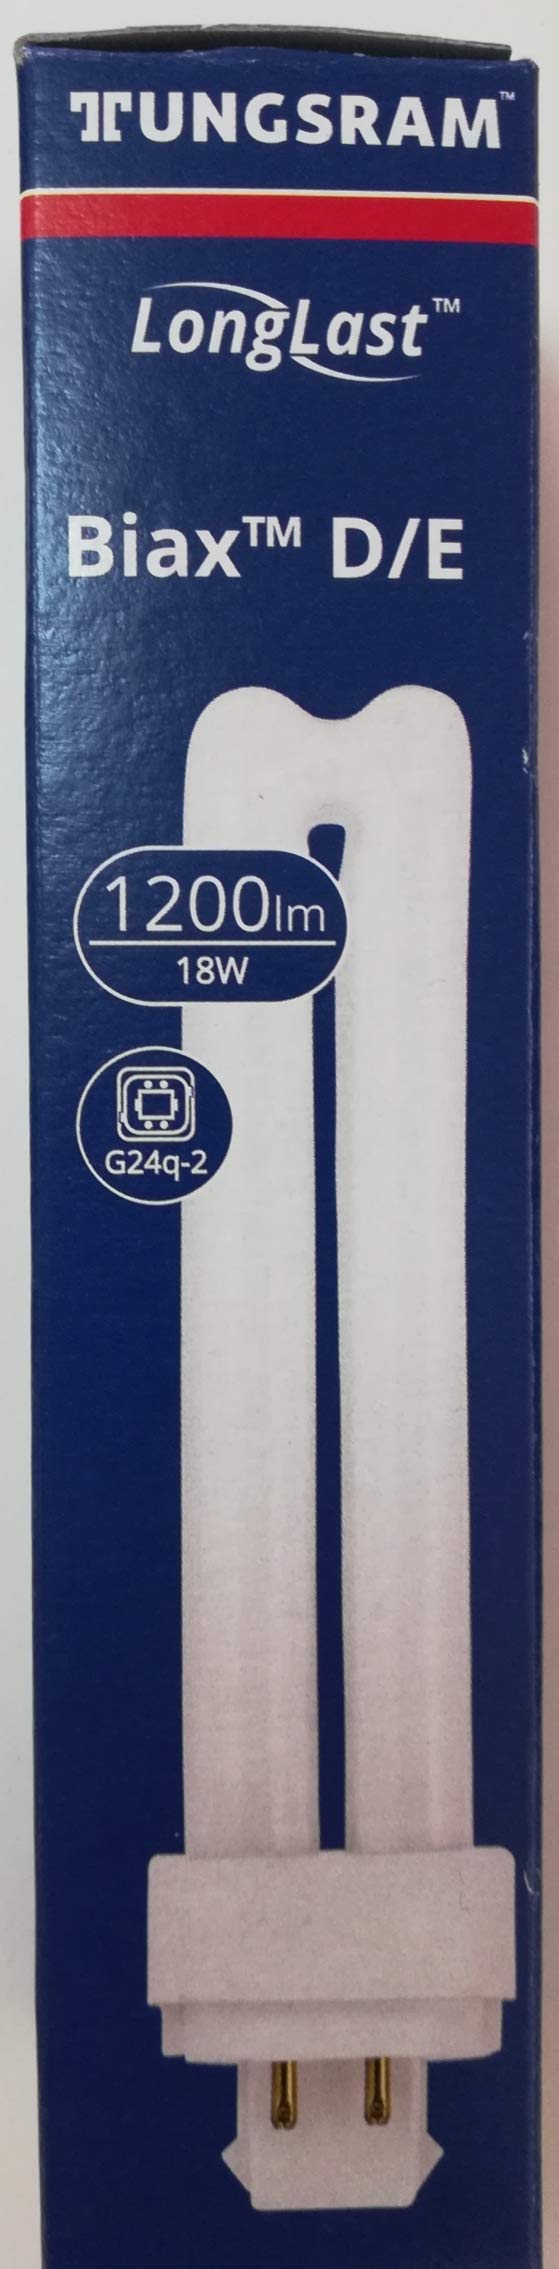 TUNGSRAM™
LongLast™
Biax™ D/E
1200lm
18W
G24q-2